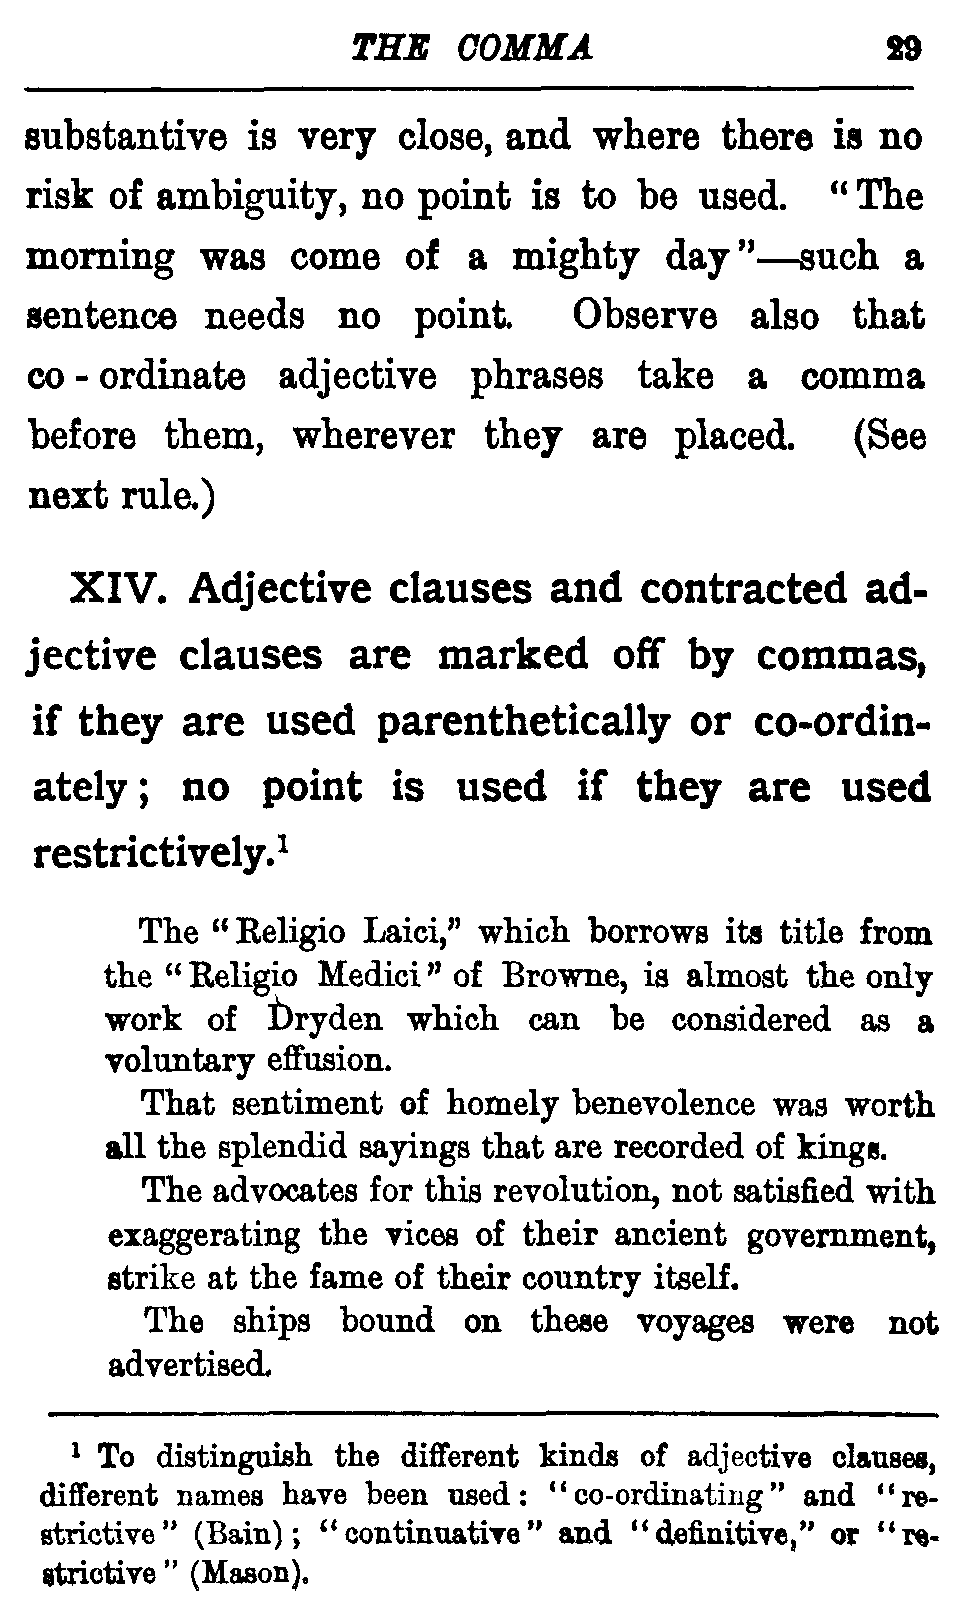 THE COMMA 29
substantive is very close, and where there is no
risk of ambiguity, no point is to be used. "The
morning was come of a mighty day"—such a
sentence needs no point. Observe also that
co-ordinate adjective phrases take a comma
before them, wherever they are placed. (See
next rule.)
XIV. Adjective clauses and contracted ad-
jective clauses are marked off by commas,
if they are used parenthetically or co-ordin-
ately; no point is used if they are used
restrictively.¹
The "Religio Laici," which borrows its title from
the "Religio Medici" of Browne, is almost the only
work of Dryden which can be considered as a
voluntary effusion.
That sentiment of homely benevolence was worth
all the splendid sayings that are recorded of kings.
The advocates for this revolution, not satisfied with
exaggerating the vices of their ancient government,
strike at the fame of their country itself.
The ships bound on these voyages were not
advertised.
¹ To distinguish the different kinds of adjective clauses,
different names have been used: "co-ordinating" and "re-
strictive" (Bain); "continuative" and "definitive," or "re-
strictive" (Mason).